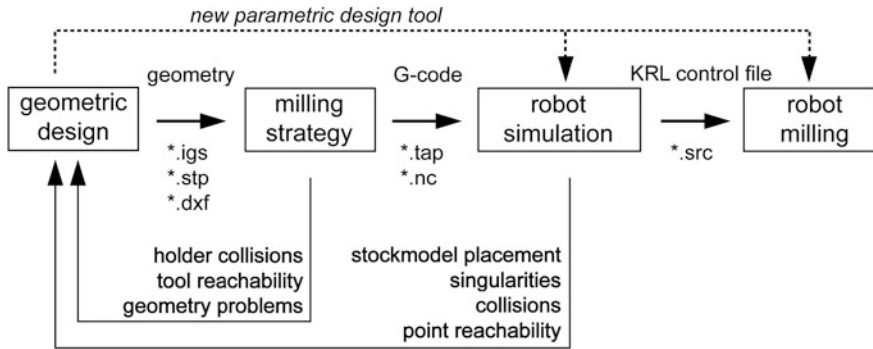 new parametric design tool
geometry
G-code
KRL control file
geometric
design
milling
strategy
robot
simulation
robot
milling
*.igs
*.stp
*.dxf
*.tap
*.nc
*.src
holder collisions
tool reachability
geometry problems
stockmodel placement
singularities
collisions
point reachability